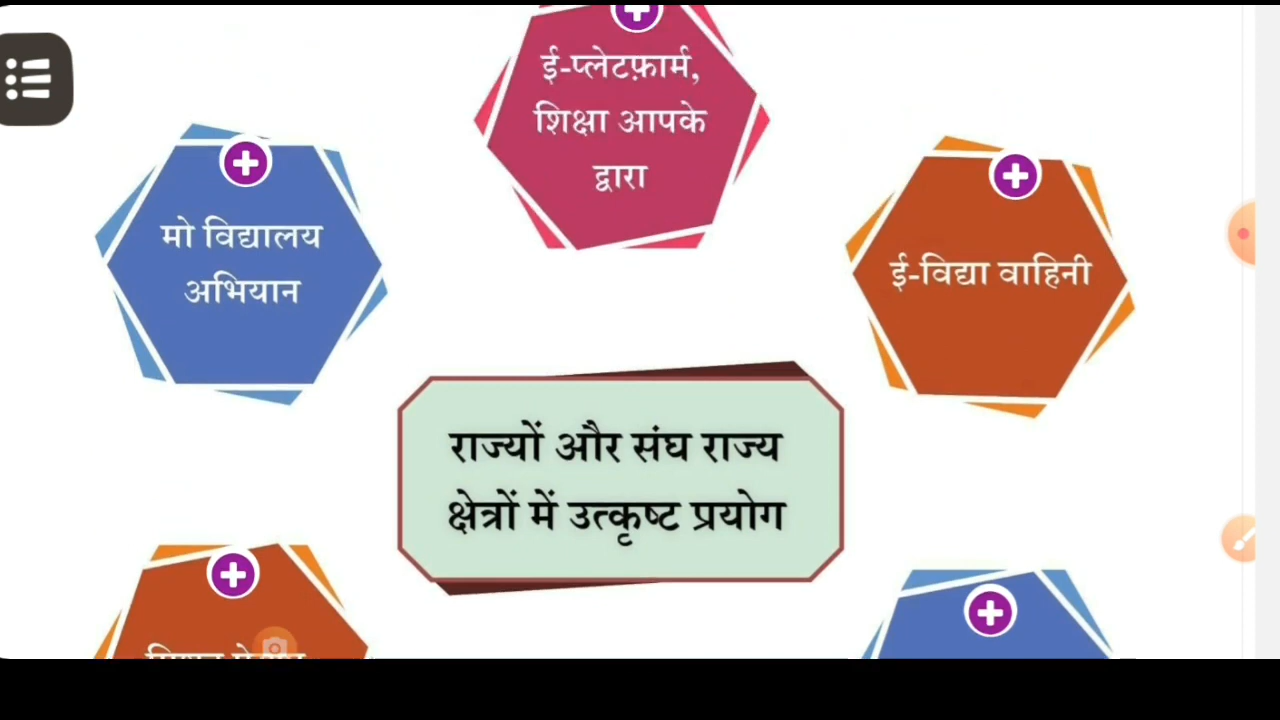 ई-प्लेटफ़ार्म,
शिक्षा आपके
द्वारा
मो विद्यालय
अभियान
ई-विद्या वाहिनी
राज्यों और संघ राज्य
क्षेत्रों में उत्कृष्ट प्रयोग